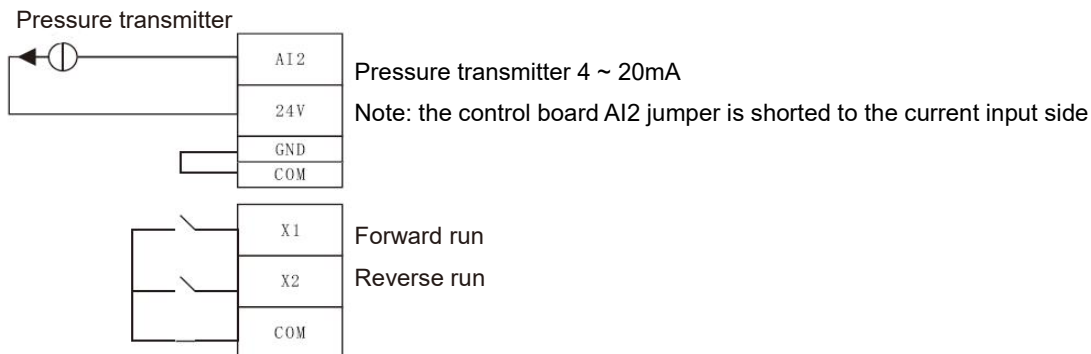 Pressure transmitter
AI2
Pressure transmitter 4 ~ 20mA
24V
Note: the control board AI2 jumper is shorted to the current input side
GND
COM
X1
Forward run
X2
Reverse run
COM